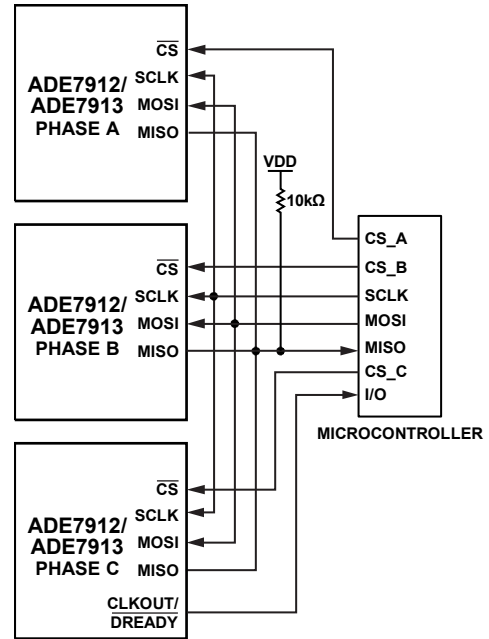 CS
SCLK
ADE7912/
ADE7913
PHASE A
MOSI
MISO
VDD
10kΩ
CS_A
CS_B
SCLK
MOSI
MISO
CS_C
I/O
MICROCONTROLLER
CS
SCLK
ADE7912/
ADE7913
PHASE B
MOSI
MISO
CS
SCLK
ADE7912/
ADE7913
PHASE C
MOSI
MISO
CLKOUT/
DREADY